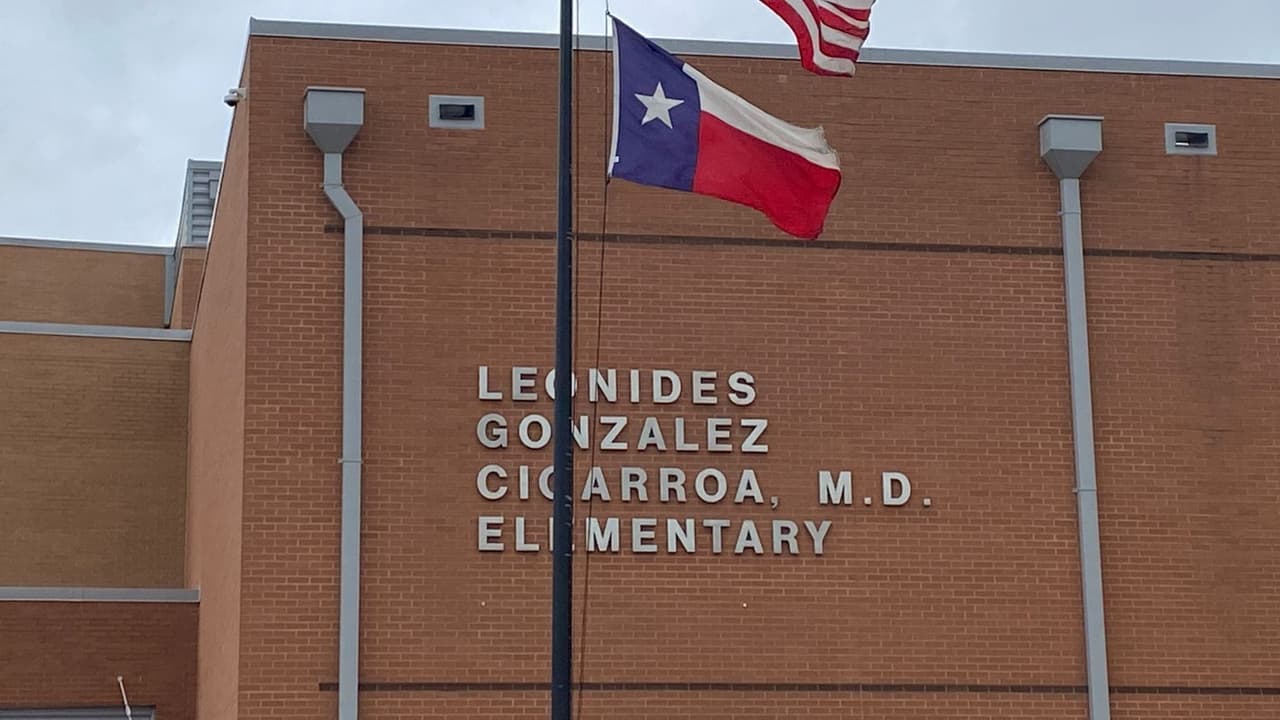 LEONIDES
GONZALEZ
CIGARROA, M.D.
ELEMENTARY